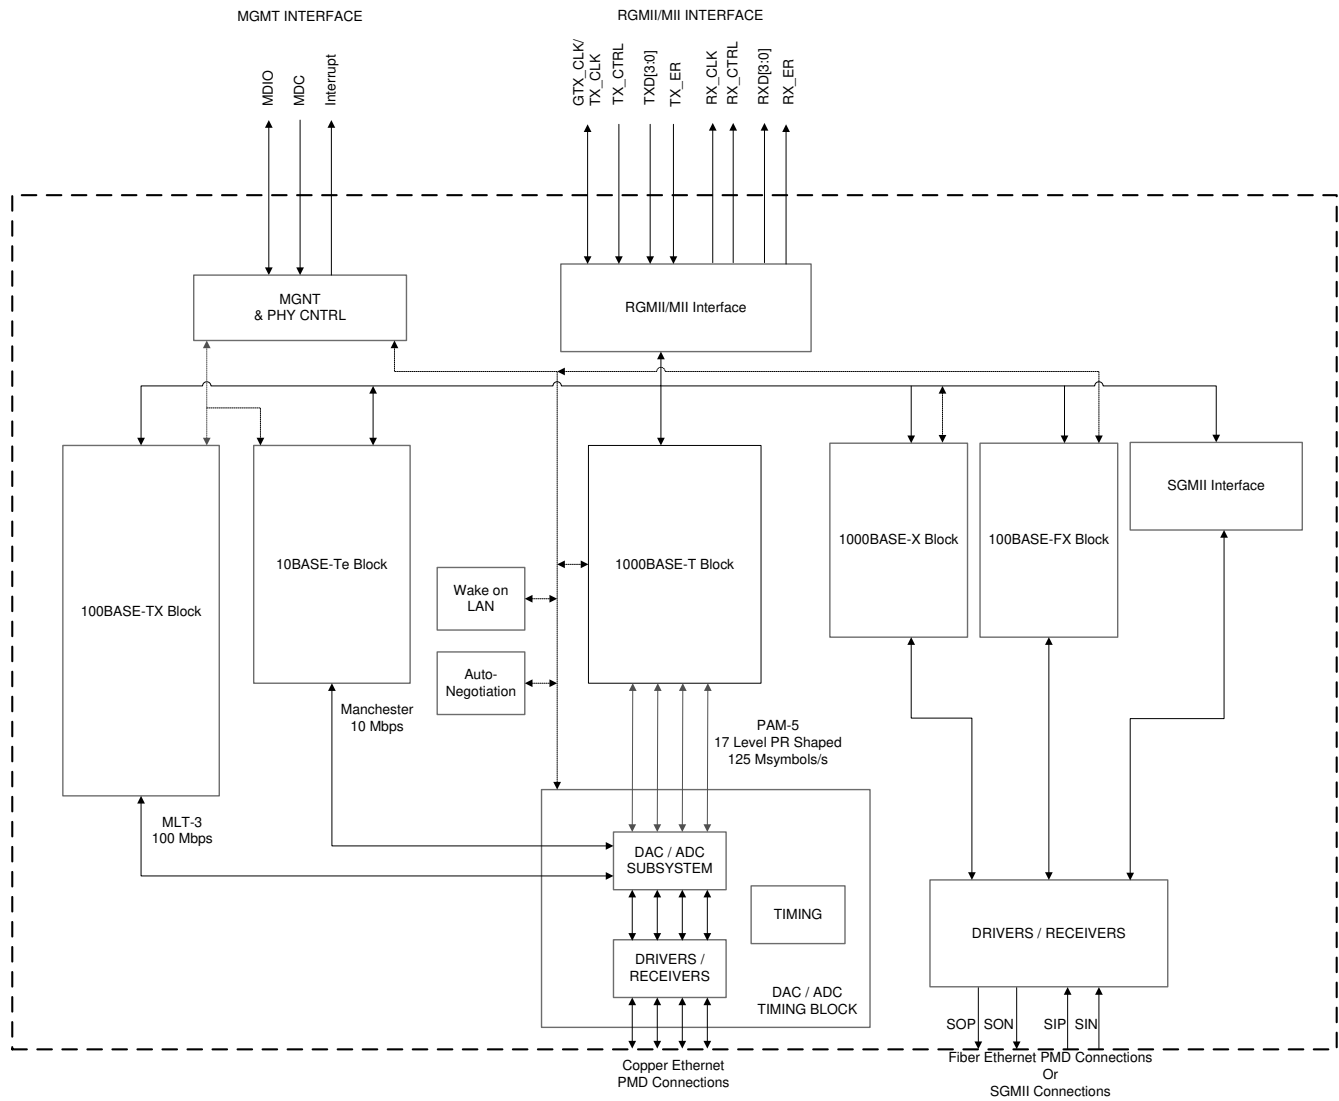 MGMT INTERFACE
RGMII/MII INTERFACE
MDIO
MDC
Interrupt
GTX_CLK/
TX_CLK
TX_CTRL
TXD[3:0]
TX_ER
RX_CLK
RX_CTRL
RXD[3:0]
RX_ER
MGNT
& PHY CNTRL
RGMII/MII Interface
100BASE-TX Block
10BASE-Te Block
Wake on
LAN
Auto-
Negotiation
1000BASE-T Block
1000BASE-X Block
100BASE-FX Block
SGMII Interface
Manchester
10 Mbps
PAM-5
17 Level PR Shaped
125 Msymbols/s
MLT-3
100 Mbps
DAC / ADC
SUBSYSTEM
TIMING
DRIVERS /
RECEIVERS
DAC / ADC
TIMING BLOCK
DRIVERS / RECEIVERS
SOP
SON
SIP
SIN
Copper Ethernet
PMD Connections
Fiber Ethernet PMD Connections
Or
SGMII Connections